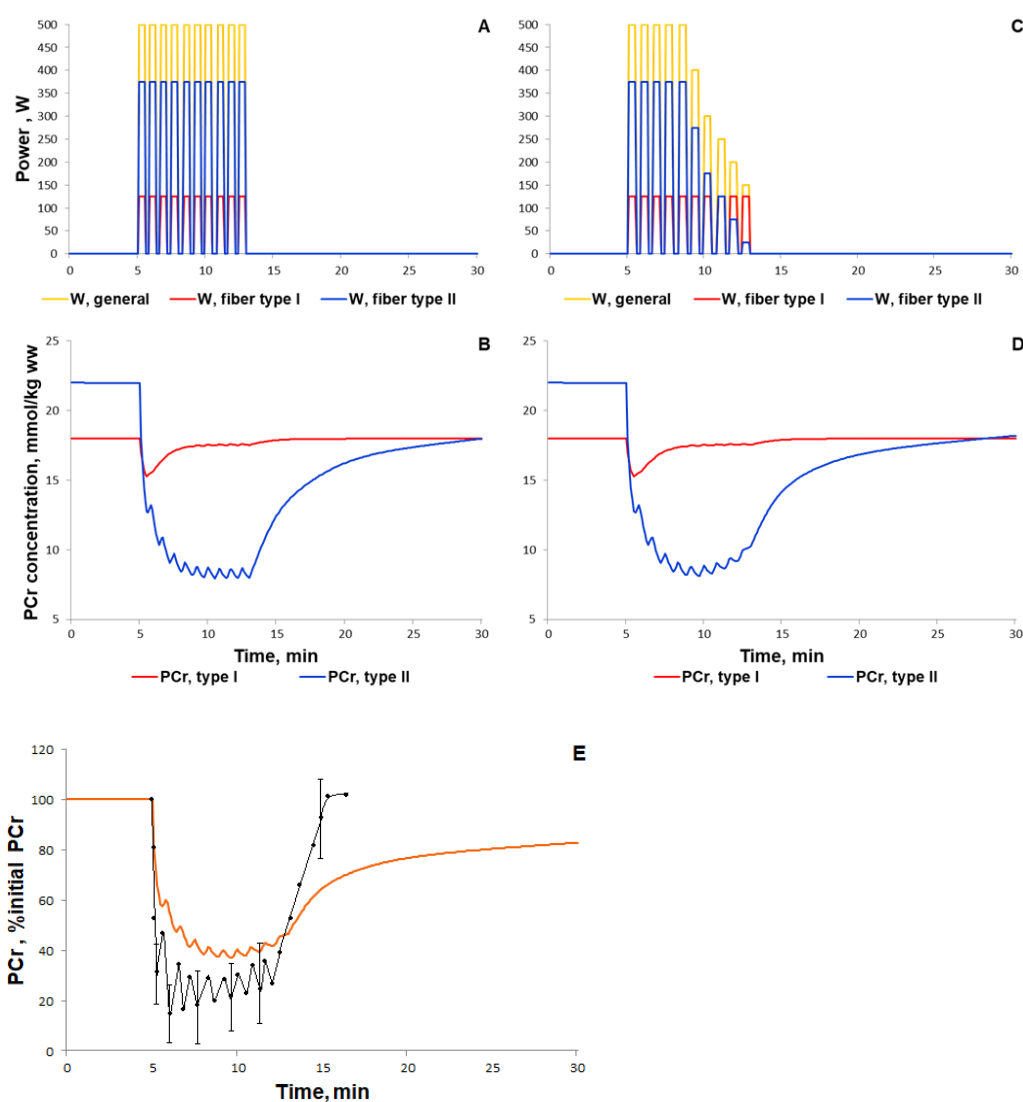 A
Power , W
500
450
400
350
300
250
200
150
100
50
0
0 5 10 15 20 25 30
W, general W, fiber type I W, fiber type II
C
500
450
400
350
300
250
200
150
100
50
0
0 5 10 15 20 25 30
W, general W, fiber type I W, fiber type II
B
PCr concentration, mmol/kg ww
25
20
15
10
5
0 5 10 15 20 25 30
Time, min
PCr, type I PCr, type II
D
25
20
15
10
5
0 5 10 15 20 25 30
Time, min
PCr, type I PCr, type II
E
PCr , %initial PCr
120
100
80
60
40
20
0
0 5 10 15 20 25 30
Time, min